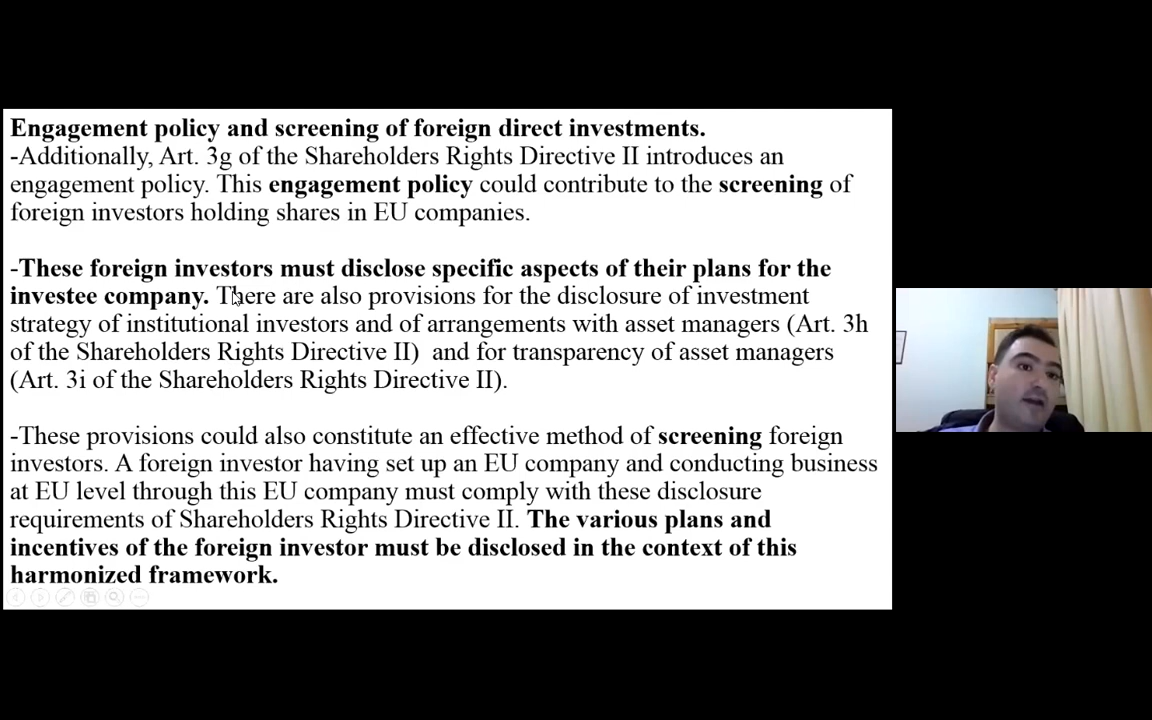 Engagement policy and screening of foreign direct investments.
-Additionally, Art. 3g of the Shareholders Rights Directive II introduces an
engagement policy. This engagement policy could contribute to the screening of
foreign investors holding shares in EU companies.
-These foreign investors must disclose specific aspects of their plans for the
investee company. There are also provisions for the disclosure of investment
strategy of institutional investors and of arrangements with asset managers (Art. 3h
of the Shareholders Rights Directive II)  and for transparency of asset managers
(Art. 3i of the Shareholders Rights Directive II).
-These provisions could also constitute an effective method of screening foreign
investors. A foreign investor having set up an EU company and conducting business
at EU level through this EU company must comply with these disclosure
requirements of Shareholders Rights Directive II. The various plans and
incentives of the foreign investor must be disclosed in the context of this
harmonized framework.